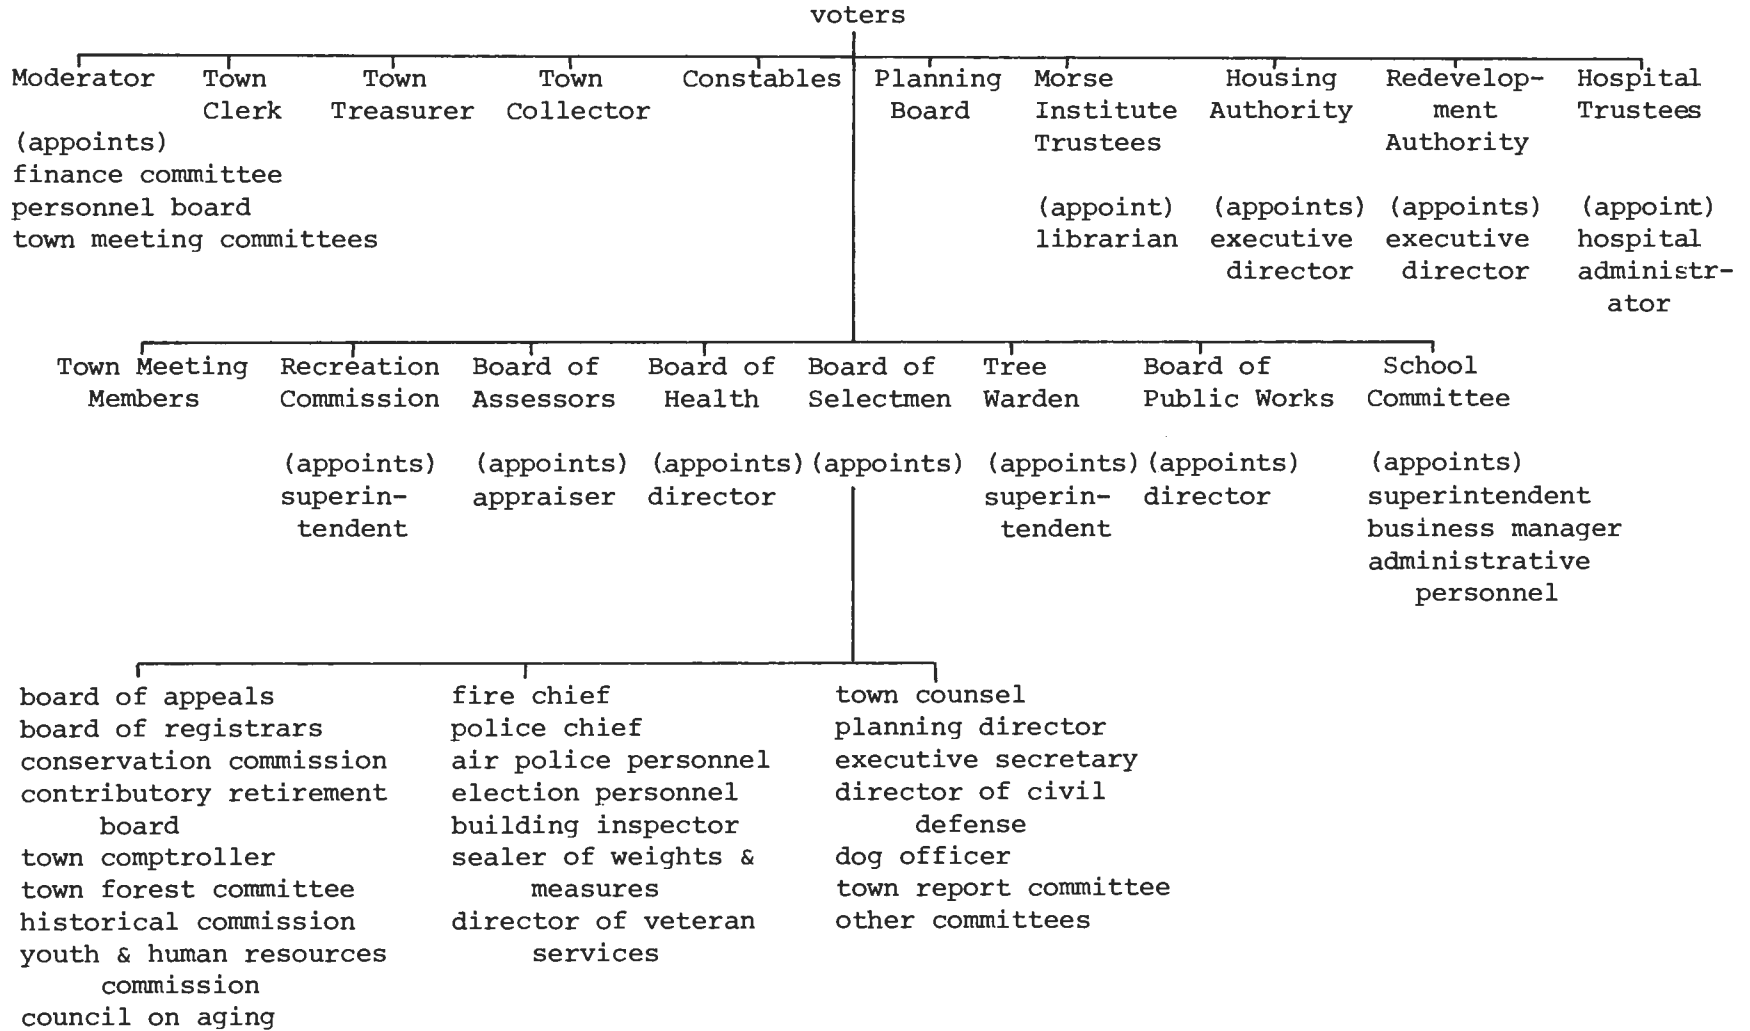 voters
Moderator Town Town Town Constables Planning Morse Housing Redevelop- Hospital
Clerk Treasurer Collector Board Institute Authority ment Trustees
(appoints) Trustees Authority
finance committee
personnel board (appoint) (appoints) (appoints) (appoint)
town meeting committees librarian executive executive hospital
director director administr-
ator
Town Meeting Recreation Board of Board of Board of Tree Board of School
Members Commission Assessors Health Selectmen Warden Public Works Committee
(appoints) (appoints) (appoints) (appoints) (appoints) (appoints) (appoints)
superin- appraiser director superin- director superintendent
tendent tendent business manager
administrative
personnel
board of appeals fire chief town counsel
board of registrars police chief planning director
conservation commission air police personnel executive secretary
contributory retirement election personnel director of civil
board building inspector defense
town comptroller sealer of weights & dog officer
town forest committee measures town report committee
historical commission director of veteran other committees
youth & human resources services
commission
council on aging